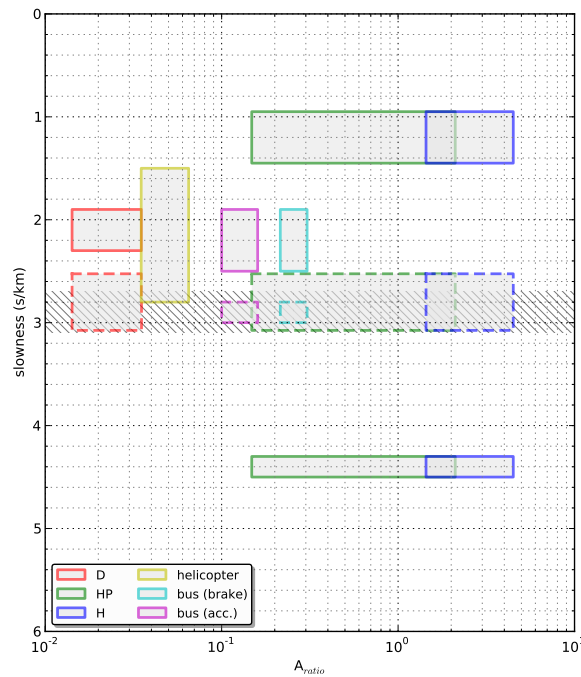 0
1
2
3
4
5
6
slowness (s/km)
D helicopter
HP bus (brake)
H bus (acc.)
10⁻² 10⁻¹ 10⁰ 10¹
A_ratio